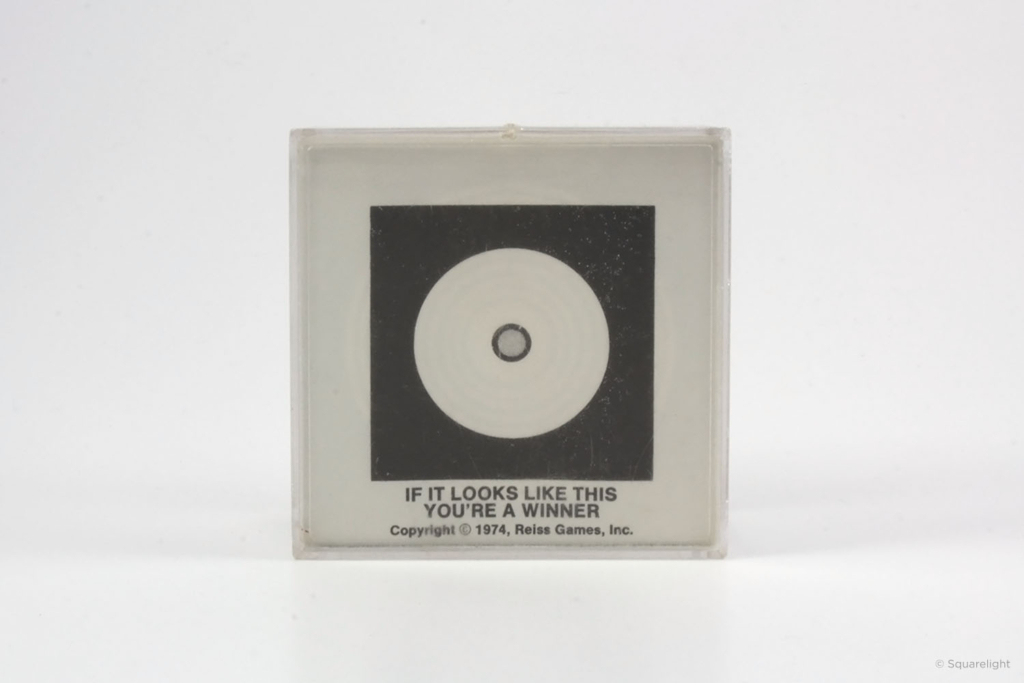 IF IT LOOKS LIKE THIS
YOU'RE A WINNER
Copyright © 1974, Reiss Games, Inc.
© Squarelight